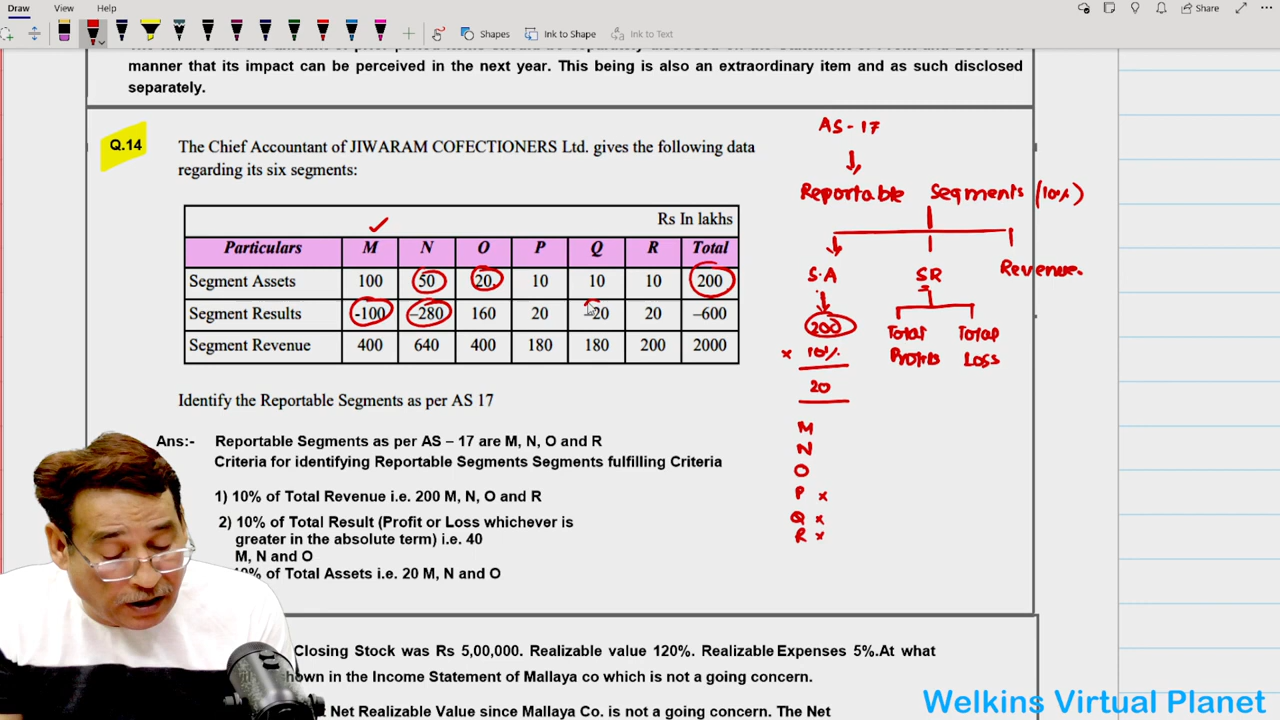 Draw View Help Share
Shapes Ink to Shape Ink to Text
manner that its impact can be perceived in the next year. This being is also an extraordinary item and as such disclosed
separately.
Q.14
The Chief Accountant of JIWARAM COFECTIONERS Ltd. gives the following data
regarding its six segments:
Rs In lakhs
Particulars M N O P Q R Total
Segment Assets 100 50 20 10 10 10 200
Segment Results -100 –280 160 20 –20 20 –600
Segment Revenue 400 640 400 180 180 200 2000
Identify the Reportable Segments as per AS 17
Ans:- Reportable Segments as per AS – 17 are M, N, O and R
Criteria for identifying Reportable Segments Segments fulfilling Criteria
1) 10% of Total Revenue i.e. 200 M, N, O and R
2) 10% of Total Result (Profit or Loss whichever is
greater in the absolute term) i.e. 40
M, N and O
% of Total Assets i.e. 20 M, N and O
AS-17
Reportable Segments (10%)
S.A SR Revenue.
200 Total Total
x 10% Profits Loss
20
M
N
O
P x
Q x
R x
Closing Stock was Rs 5,00,000. Realizable value 120%. Realizable Expenses 5%.At what
shown in the Income Statement of Mallaya co which is not a going concern.
Net Realizable Value since Mallaya Co. is not a going concern. The Net
Welkins Virtual Planet